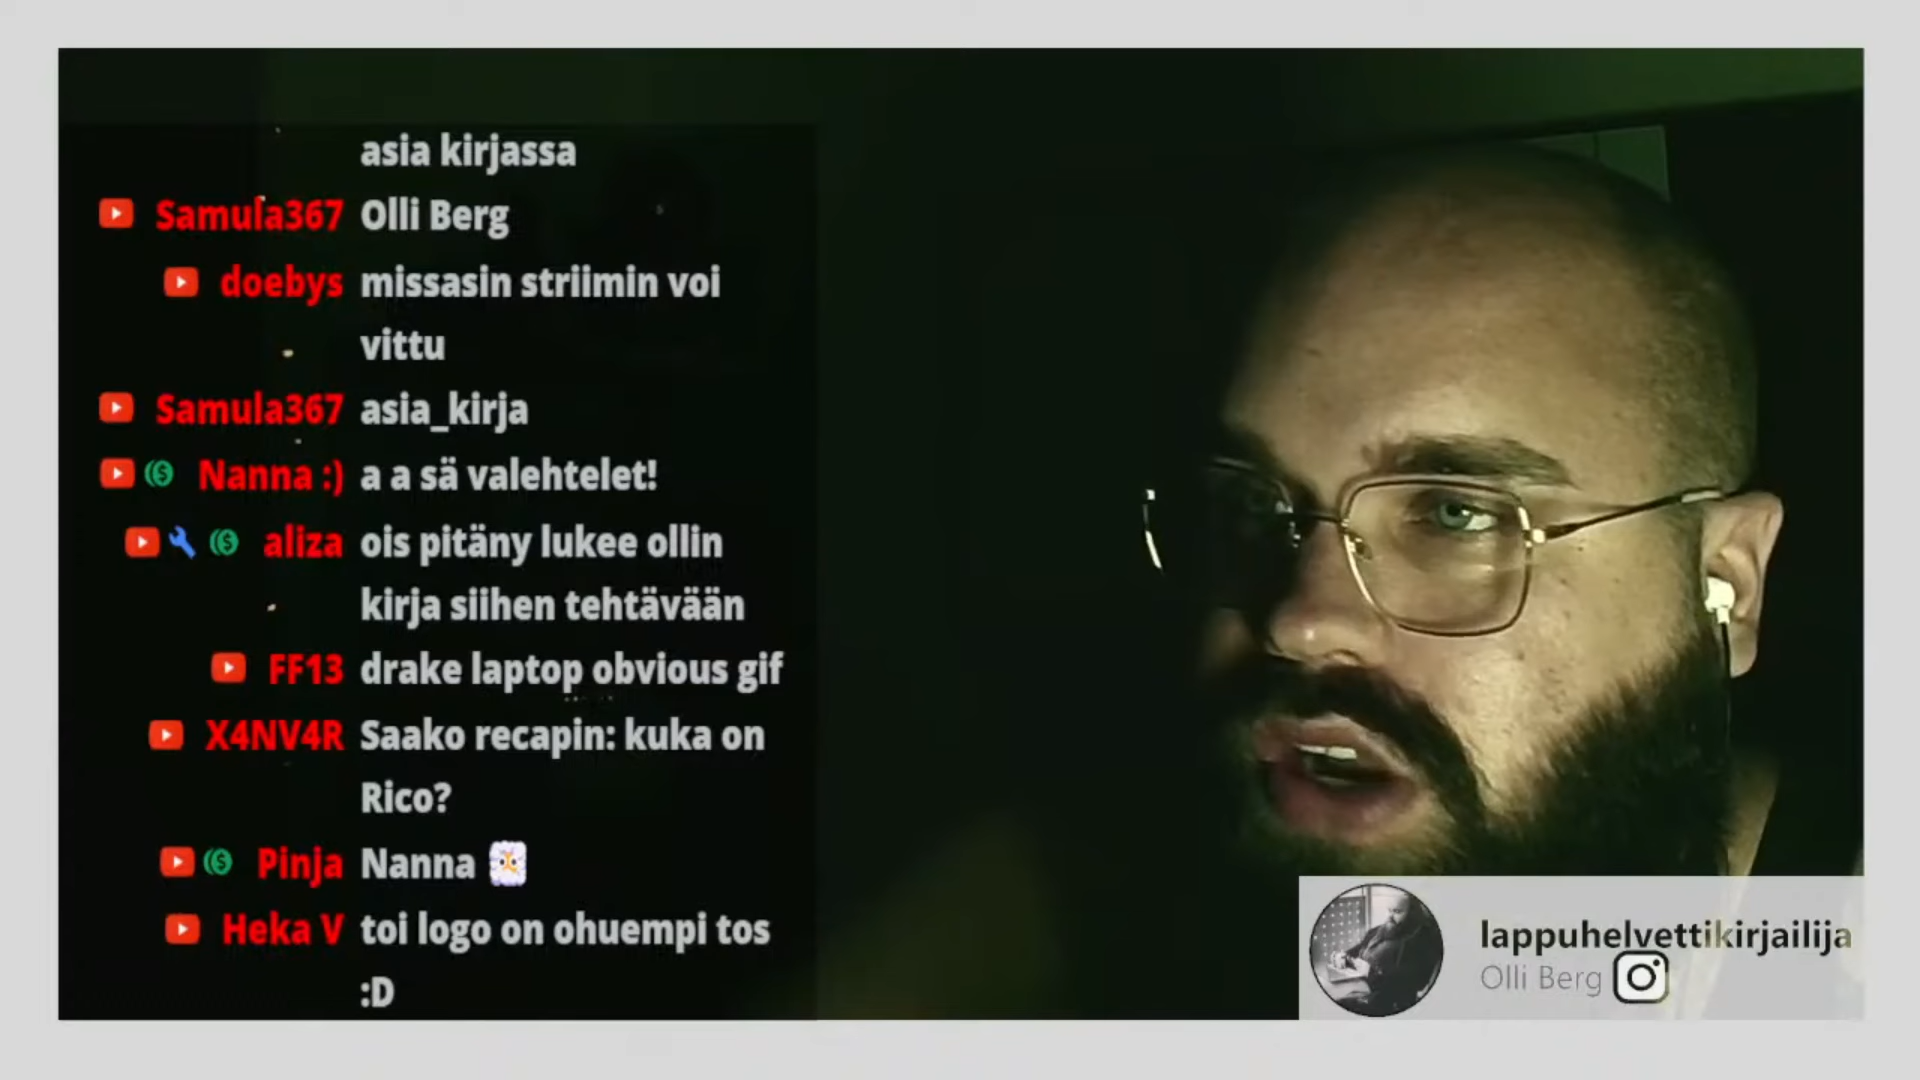 asia kirjassa
Samula367 Olli Berg
doebys missasin striimin voi
vittu
Samula367 asia_kirja
Nanna :) a a sä valehtelet!
aliza ois pitäny lukee ollin
kirja siihen tehtävään
FF13 drake laptop obvious gif
X4NV4R Saako recapin: kuka on
Rico?
Pinja Nanna
Heka V toi logo on ohuempi tos
:D
lappuhelvettikirjailija
Olli Berg